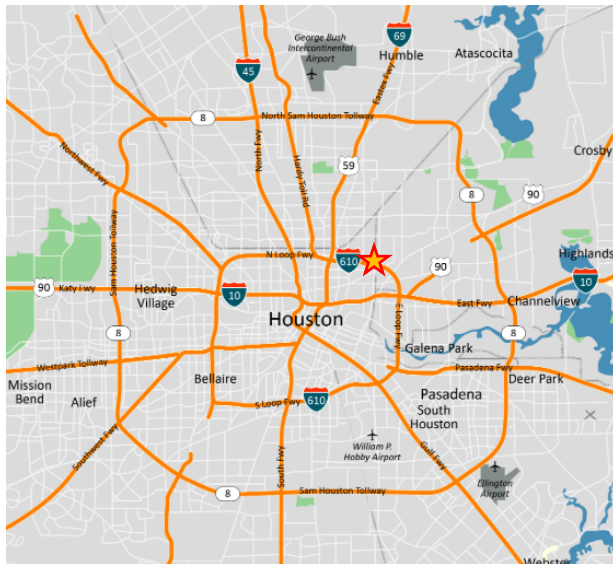 George Bush
Intercontinental
Airport
69
Humble
Atascocita
45
Eastex Fwy
8
North Sam Houston Tollway
Crosby
Northwest Fwy
North Fwy
Hardy Toll Rd
59
8
90
Sam Houston Tollway
N Loop Fwy
610
90
Highlands
90
Katy Fwy
Hedwig
Village
10
10
East Fwy
Channelview
Houston
E Loop Fwy
8
8
Galena Park
Westpark Tollway
Pasadena Fwy
Mission
Bend
Alief
Bellaire
Deer Park
610
S Loop Fwy
Pasadena
South
Houston
Southwest Fwy
William P.
Hobby Airport
South Fwy
Gulf Fwy
Ellington
Airport
8
Sam Houston Tollway
Webster